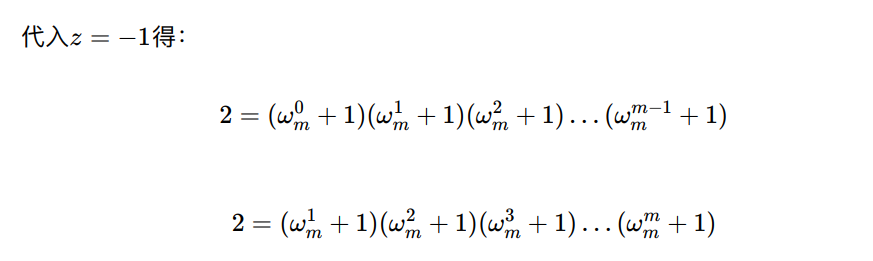 代入z = −1得：
2 = (ω_m^0 + 1)(ω_m^1 + 1)(ω_m^2 + 1) … (ω_m^{m−1} + 1)
2 = (ω_m^1 + 1)(ω_m^2 + 1)(ω_m^3 + 1) … (ω_m^m + 1)